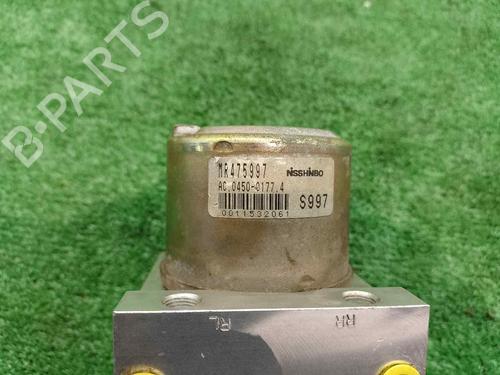 B-PARTS
MR475997 NISSHINBO
AC.0450-0177.4
S997
0011532061
RL RR